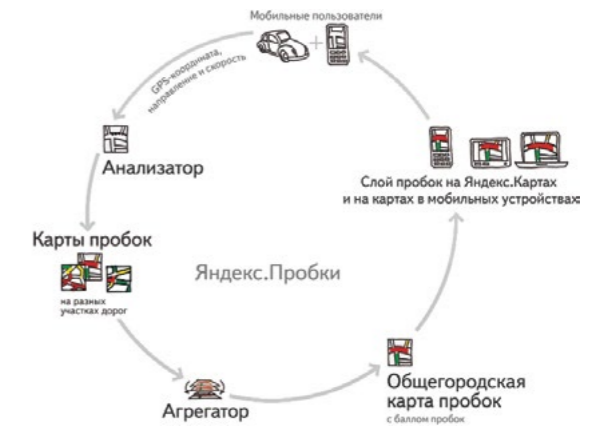 Мобильные пользователи
GPS-координата,
направление и скорость
Анализатор
Карты пробок
на разных
участках дорог
Агрегатор
Общегородская
карта пробок
с баллом пробок
Слой пробок на Яндекс.Картах
и на картах в мобильных устройствах
Яндекс.Пробки